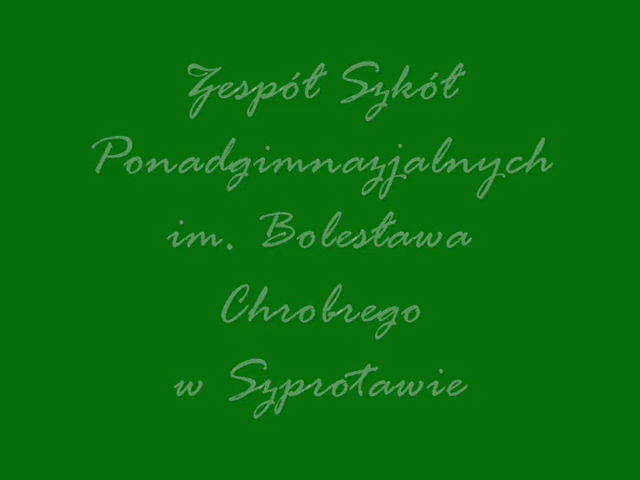 Zespół Szkół
Ponadgimnazjalnych
im. Bolesława
Chrobrego
w Szprotawie